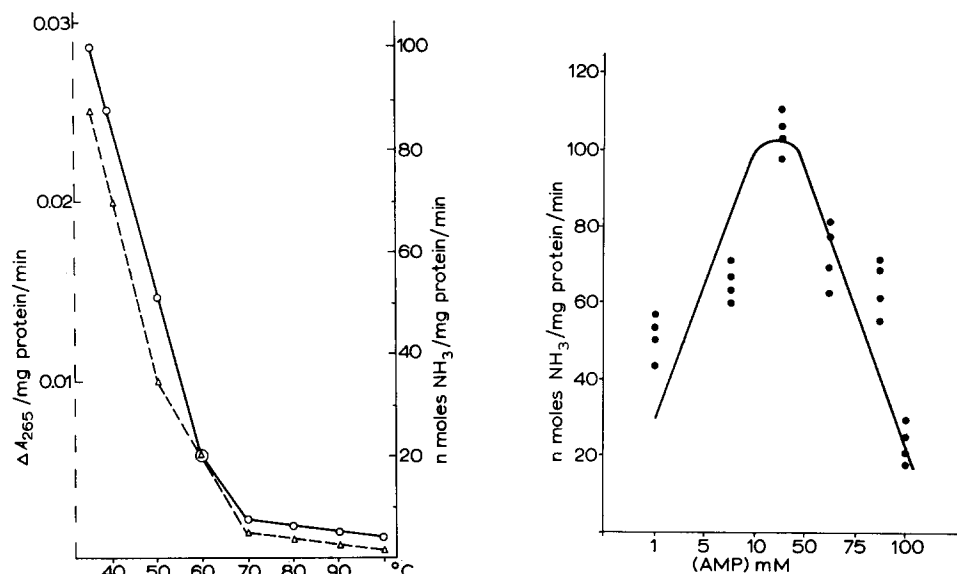 0.03
0.02
0.01
Δ A265 /mg protein/min
100
80
60
40
20
n moles NH3/mg protein/min
40 50 60 70 80 90 °C
120
100
80
60
40
20
n moles NH3/mg protein/min
1 5 10 50 75 100
(AMP) mM